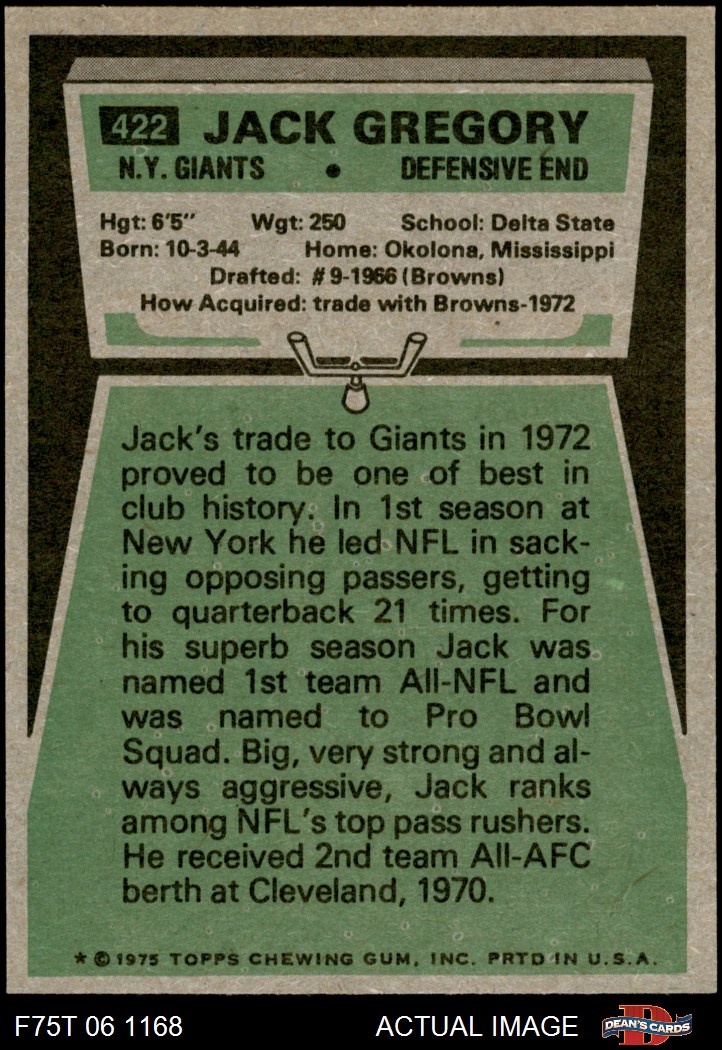 422 JACK GREGORY
N.Y. GIANTS • DEFENSIVE END
Hgt: 6'5" Wgt: 250 School: Delta State
Born: 10-3-44 Home: Okolona, Mississippi
Drafted: #9-1966 (Browns)
How Acquired: trade with Browns-1972
Jack's trade to Giants in 1972
proved to be one of best in
club history. In 1st season at
New York he led NFL in sack-
ing opposing passers, getting
to quarterback 21 times. For
his superb season Jack was
named 1st team All-NFL and
was named to Pro Bowl
Squad. Big, very strong and al-
ways aggressive, Jack ranks
among NFL's top pass rushers.
He received 2nd team All-AFC
berth at Cleveland, 1970.
* © 1975 TOPPS CHEWING GUM, INC. PRTD IN U.S.A.
F75T 06 1168 ACTUAL IMAGE D DEAN'S CARDS